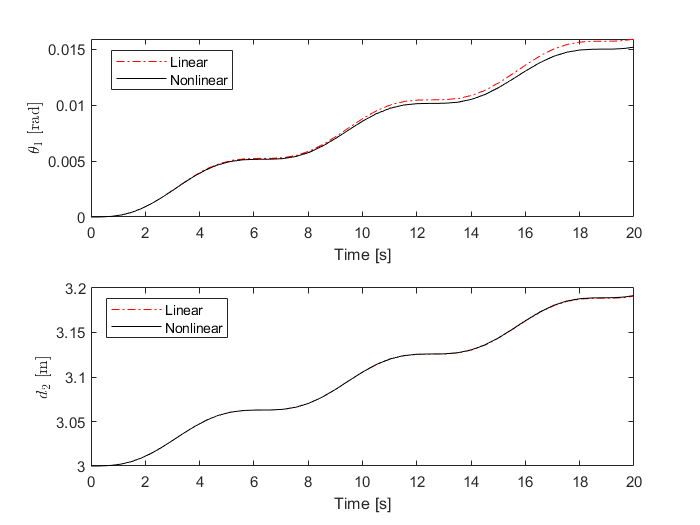 0.015
0.01
0.005
0
θ₁ [rad]
Linear
Nonlinear
0 2 4 6 8 10 12 14 16 18 20
Time [s]
3.2
3.15
3.1
3.05
3
d₂ [m]
Linear
Nonlinear
0 2 4 6 8 10 12 14 16 18 20
Time [s]